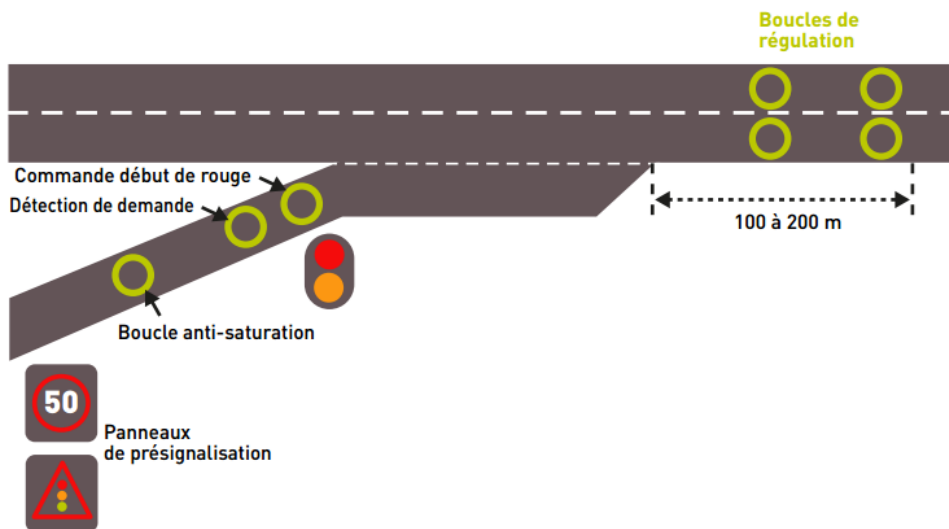 Boucles de
régulation
Commande début de rouge
Détection de demande
100 à 200 m
Boucle anti-saturation
50
Panneaux
de présignalisation